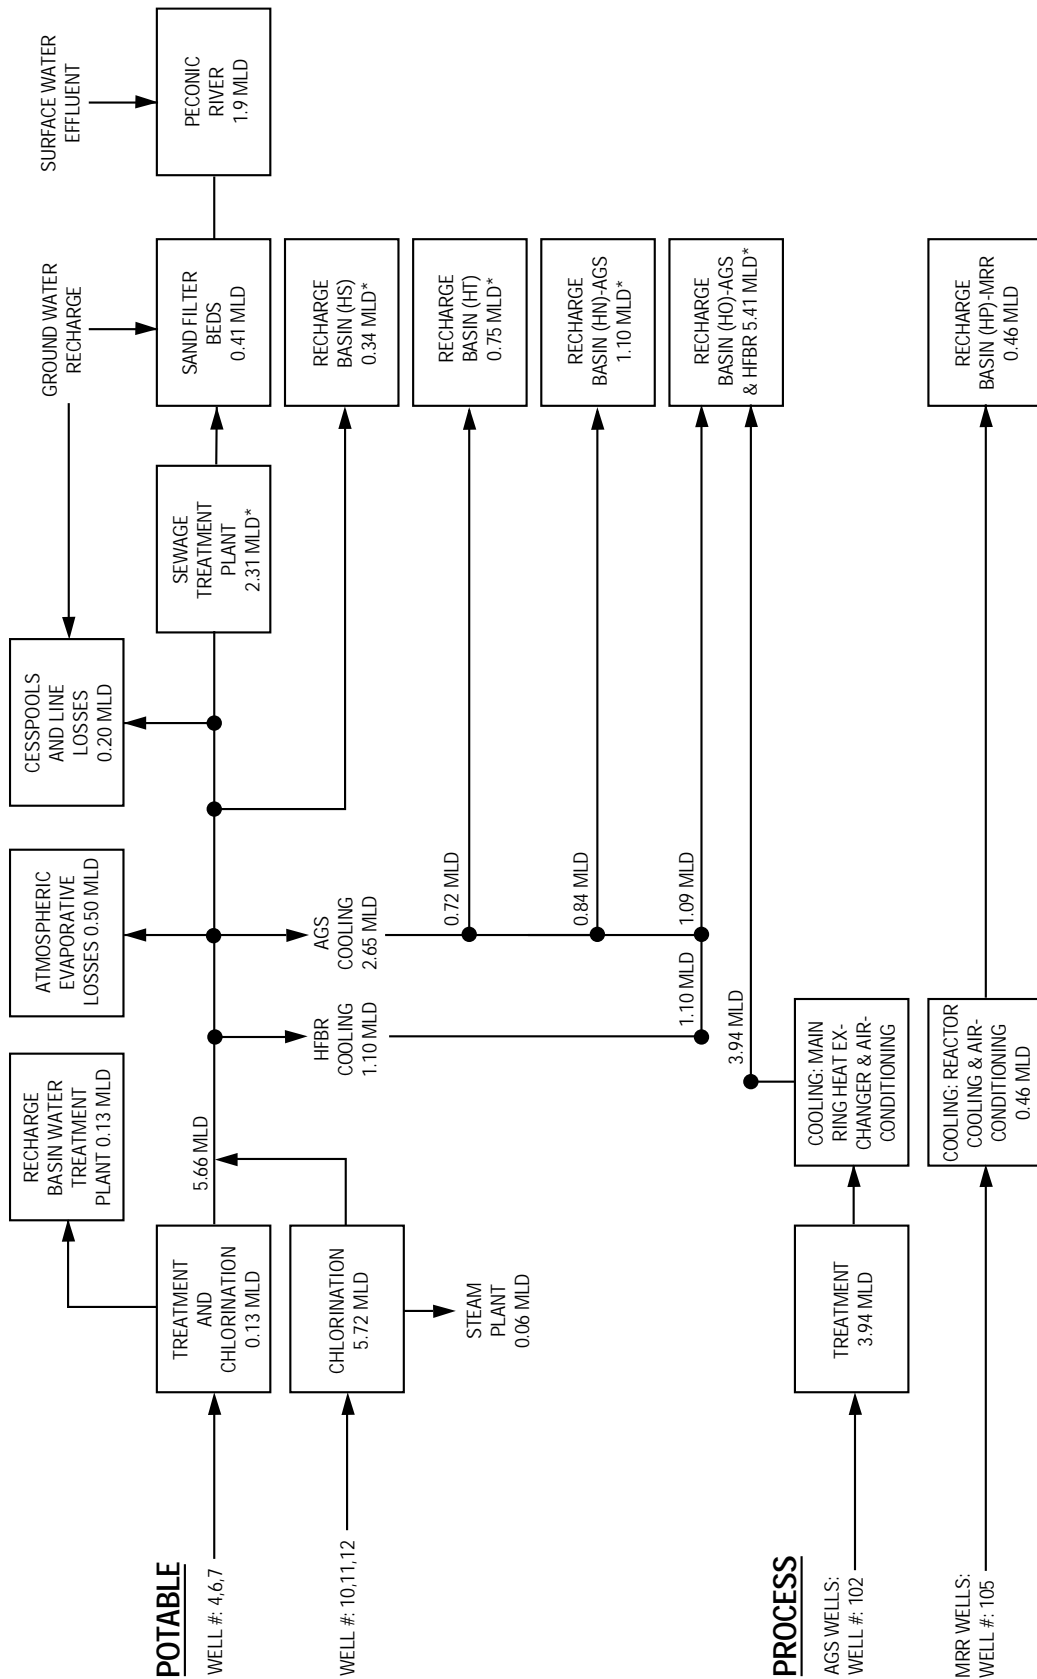 POTABLE
WELL #: 4,6,7
WELL #: 10,11,12
TREATMENT
AND
CHLORINATION
0.13 MLD
CHLORINATION
5.72 MLD
STEAM
PLANT
0.06 MLD
RECHARGE
BASIN WATER
TREATMENT
PLANT 0.13 MLD
5.66 MLD
HFBR
COOLING
1.10 MLD
ATMOSPHERIC
EVAPORATIVE
LOSSES 0.50 MLD
AGS
COOLING
2.65 MLD
CESSPOOLS
AND LINE
LOSSES
0.20 MLD
SEWAGE
TREATMENT
PLANT
2.31 MLD*
GROUND WATER
RECHARGE
SAND FILTER
BEDS
0.41 MLD
SURFACE WATER
EFFLUENT
PECONIC
RIVER
1.9 MLD
RECHARGE
BASIN (HS)
0.34 MLD*
0.72 MLD
RECHARGE
BASIN (HT)
0.75 MLD*
0.84 MLD
RECHARGE
BASIN (HN)-AGS
1.10 MLD*
1.10 MLD
1.09 MLD
3.94 MLD
RECHARGE
BASIN (HO)-AGS
& HFBR 5.41 MLD*
PROCESS
AGS WELLS:
WELL #: 102
TREATMENT
3.94 MLD
COOLING: MAIN
RING HEAT EX-
CHANGER & AIR-
CONDITIONING
MRR WELLS:
WELL #: 105
COOLING: REACTOR
COOLING & AIR-
CONDITIONING
0.46 MLD
RECHARGE
BASIN (HP)-MRR
0.46 MLD